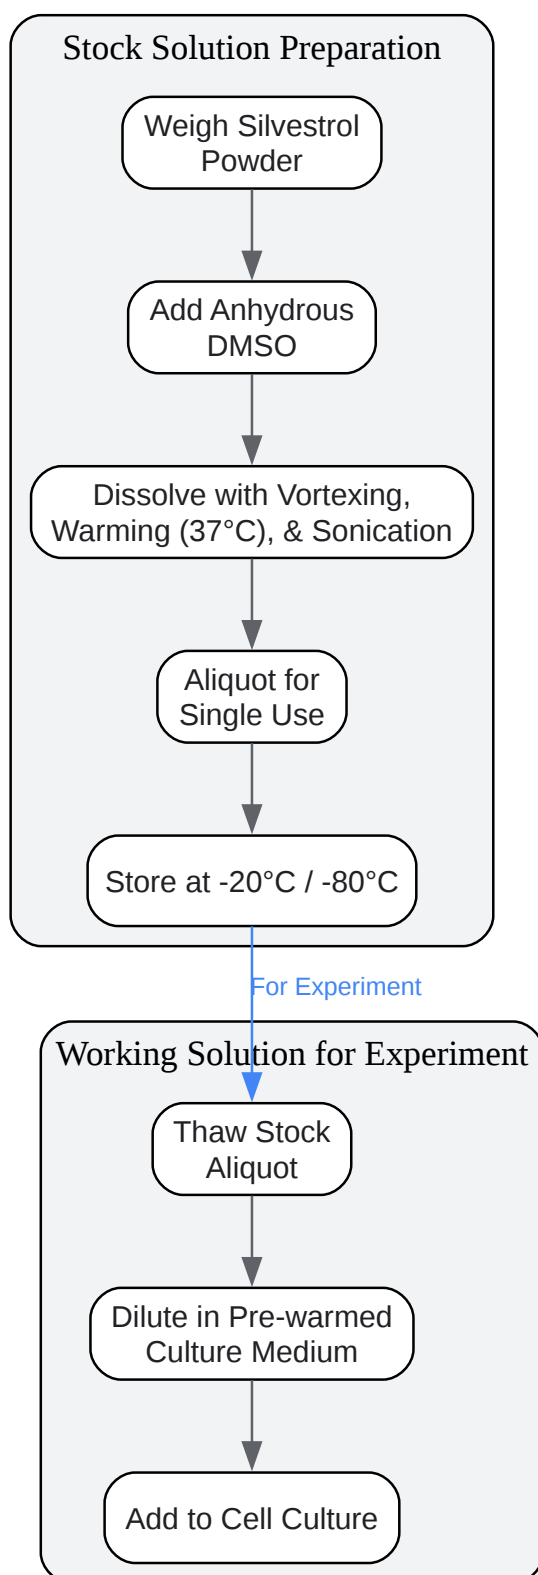 Stock Solution Preparation
Weigh Silvestrol
Powder
Add Anhydrous
DMSO
Dissolve with Vortexing,
Warming (37°C), & Sonication
Aliquot for
Single Use
Store at -20°C / -80°C
For Experiment
Working Solution for Experiment
Thaw Stock
Aliquot
Dilute in Pre-warmed
Culture Medium
Add to Cell Culture